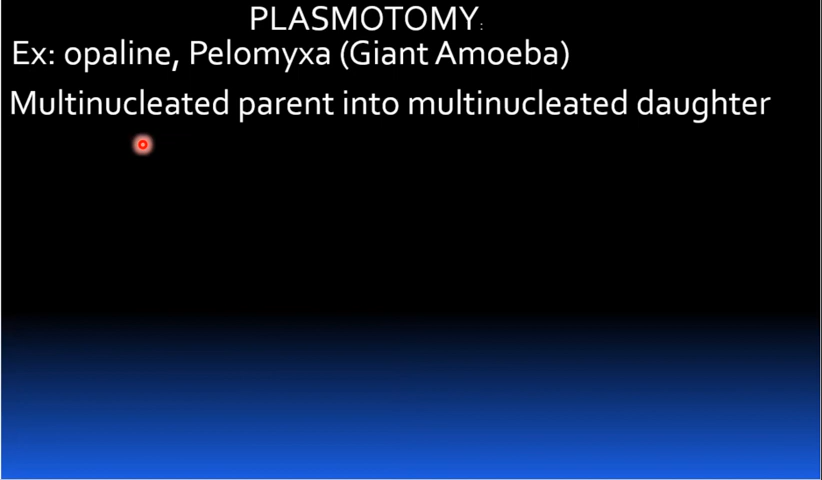 PLASMOTOMY:
Ex: opaline, Pelomyxa (Giant Amoeba)
Multinucleated parent into multinucleated daughter